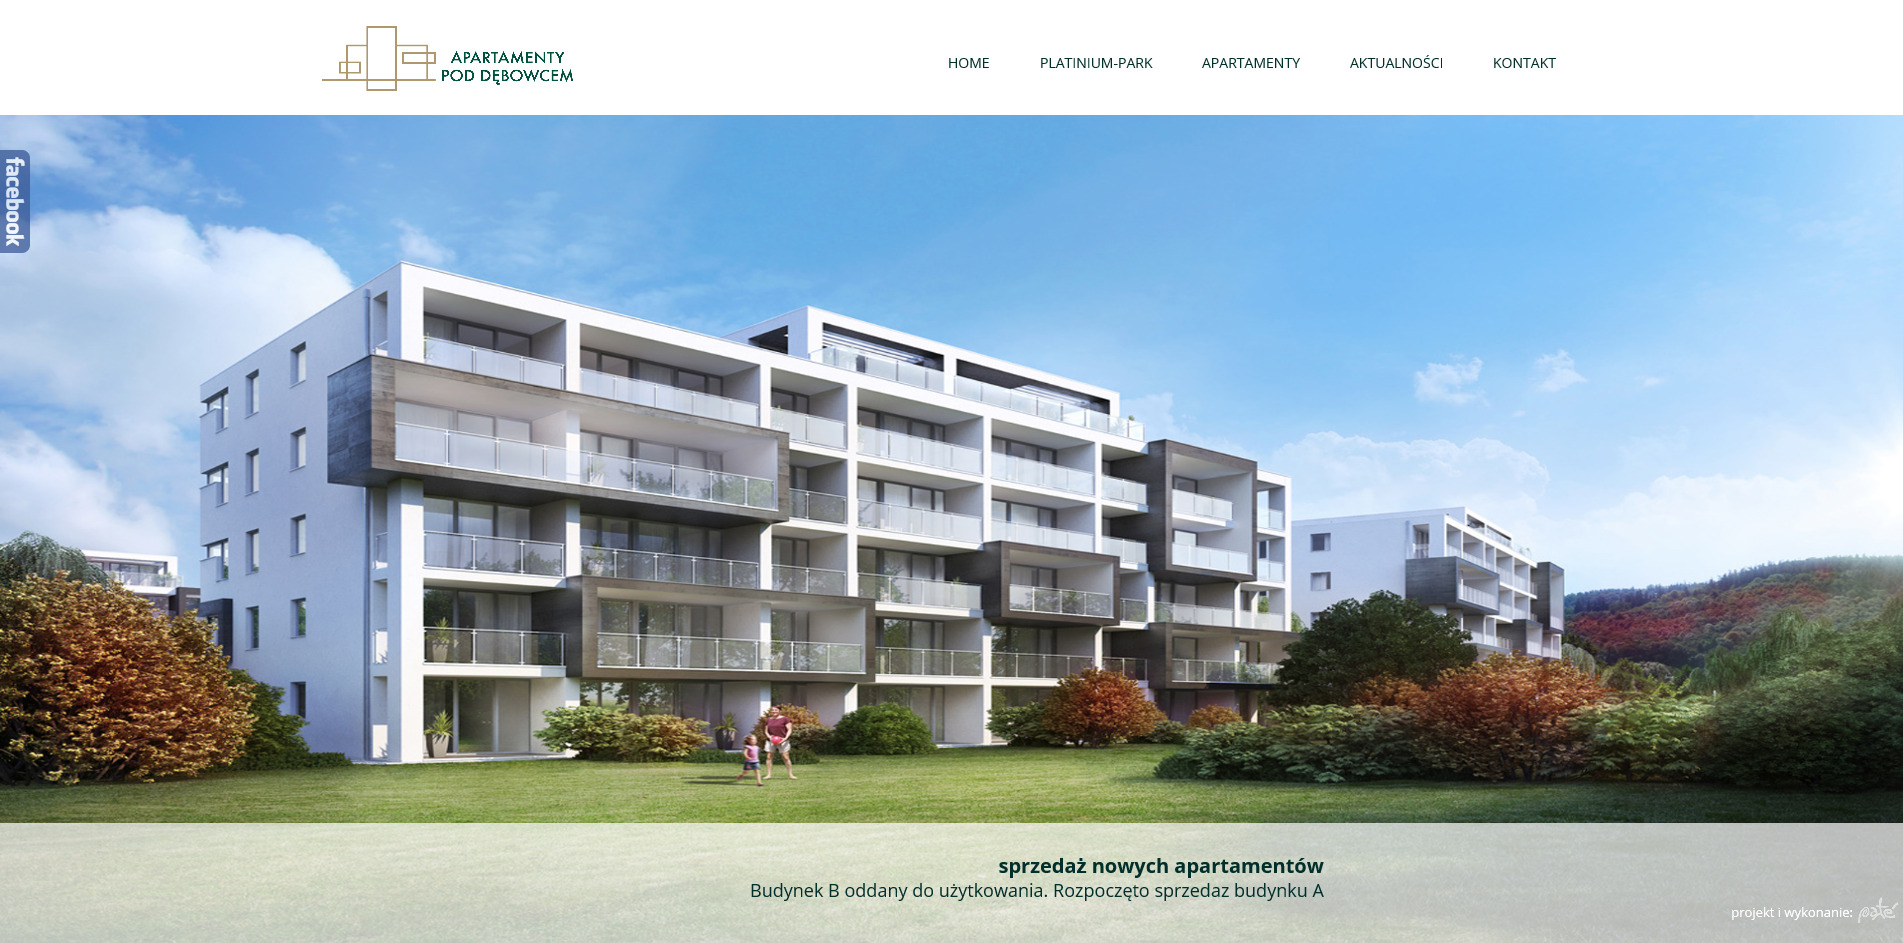 APARTAMENTY
POD DĘBOWCEM
HOME
PLATINIUM-PARK
APARTAMENTY
AKTUALNOŚCI
KONTAKT
facebook
sprzedaż nowych apartamentów
Budynek B oddany do użytkowania. Rozpoczęto sprzedaz budynku A
projekt i wykonanie: